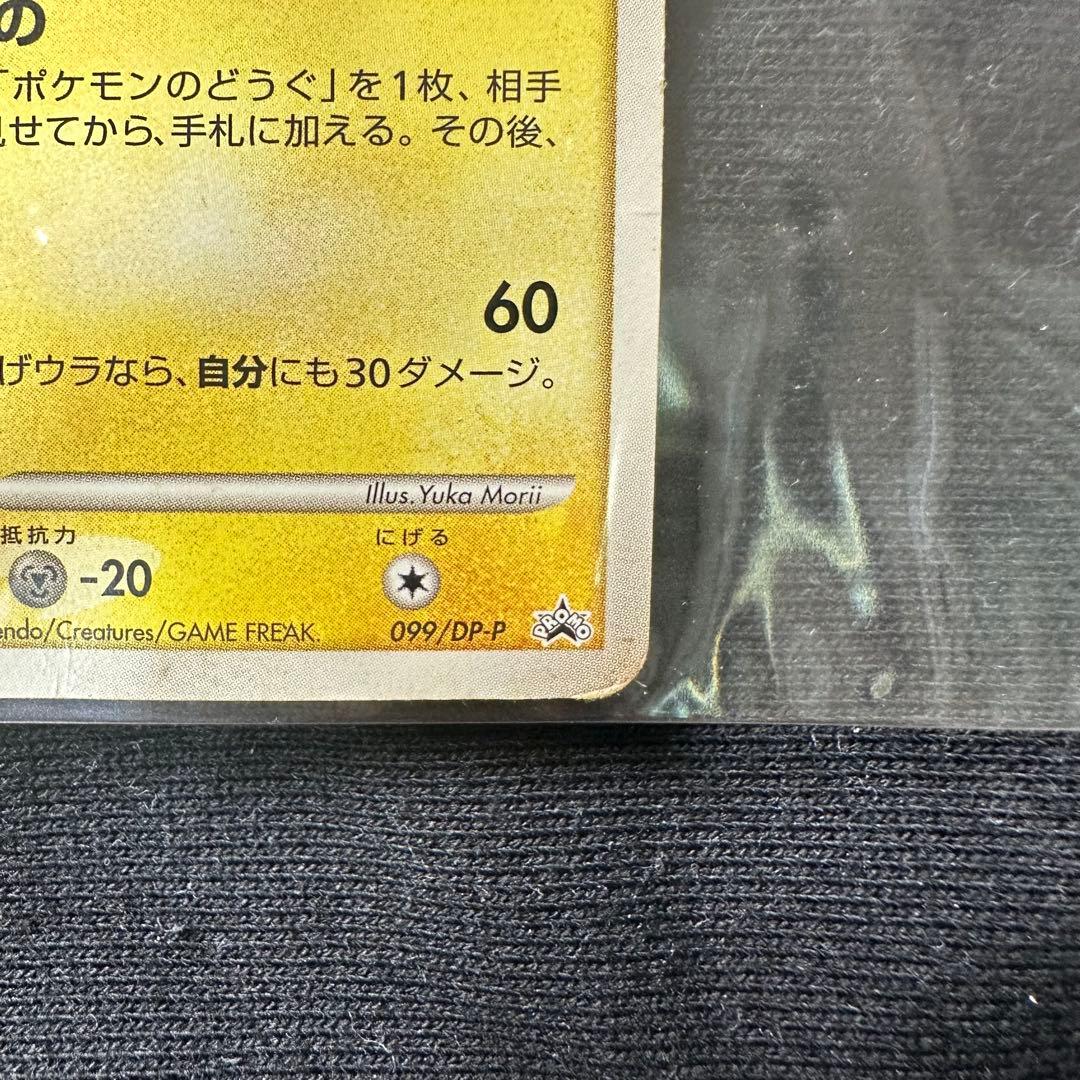 の
「ポケモンのどうぐ」を1枚、相手
せてから、手札に加える。その後、
60
げウラなら、自分にも30ダメージ。
Illus.Yuka Morii
抵抗力 にげる
-20
endo/Creatures/GAME FREAK. 099/DP-P PROMO